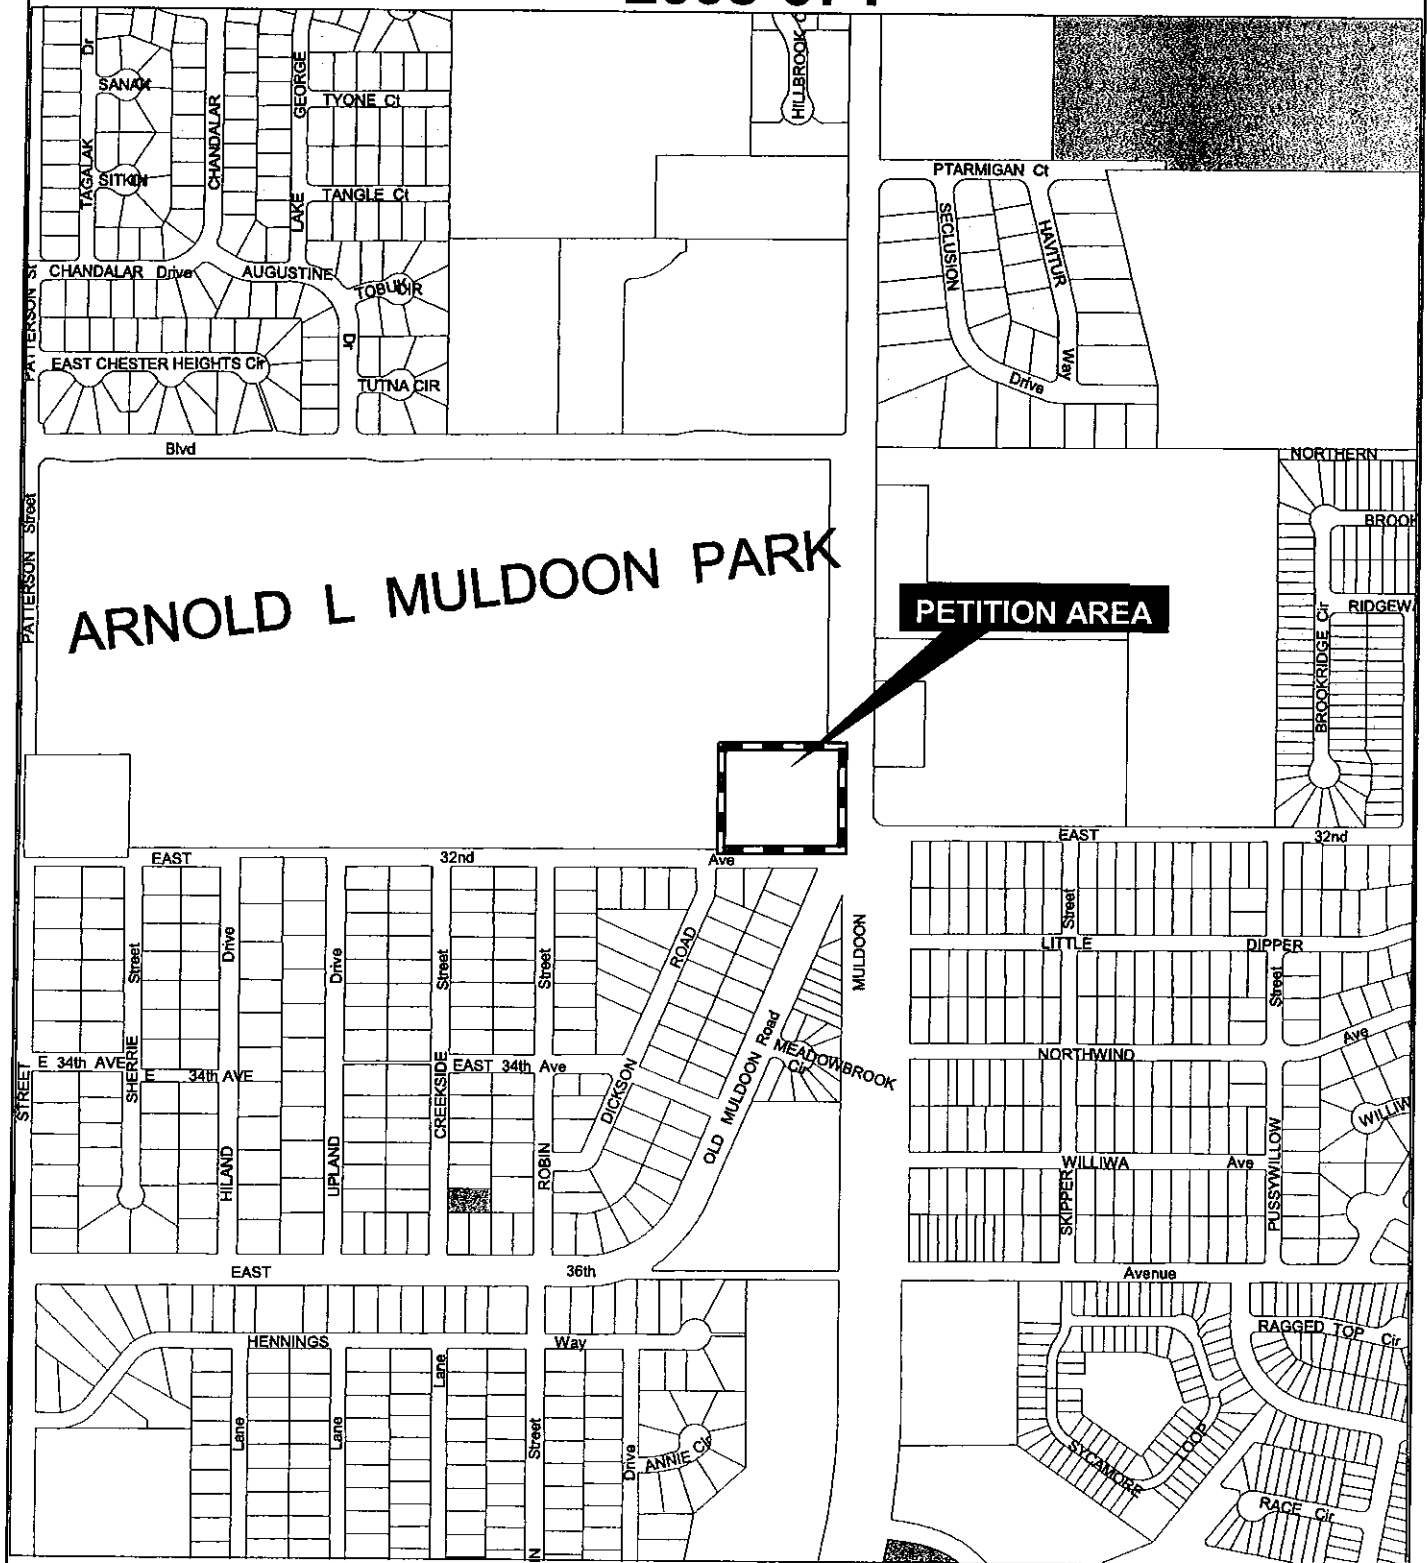 Dr
SANAK
TAGALAK
SITKIN
CHANDALAR
GEORGE
LAKE
TYONE Ct
TANGLE Ct
HILLBROOK
PTARMIGAN Ct
SECLUSION
HAVITUR
Way
Drive
PATTERSON St
CHANDALAR Drive
AUGUSTINE
TOBUK CIR
Dr
EAST CHESTER HEIGHTS Cir
TUTNA CIR
Blvd
NORTHERN
PATTERSON Street
ARNOLD L MULDOON PARK
PETITION AREA
BROOKRIDGE Cir
EAST 32nd Ave
EAST 32nd
Street
Drive
Drive
Street
Street
ROAD
MULDOON
Street
LITTLE DIPPER
Street
STREET
E 34th AVE
SHERIE
E 34th AVE
HILAND
UPLAND
CREEKSIDE
EAST 34th Ave
ROBIN
DICKSON
OLD MULDOON Road
MEADOWBROOK
Cir
NORTHWIND
Ave
WILLIWA Ave
SKIPPER
PUSSYWILLOW
EAST 36th
Avenue
HENNINGS Way
Lane
Lane
Lane
Street
Drive
ANNIE Cir
SYCAMORE LOOP
RAGGED TOP Cir
RACE Cir